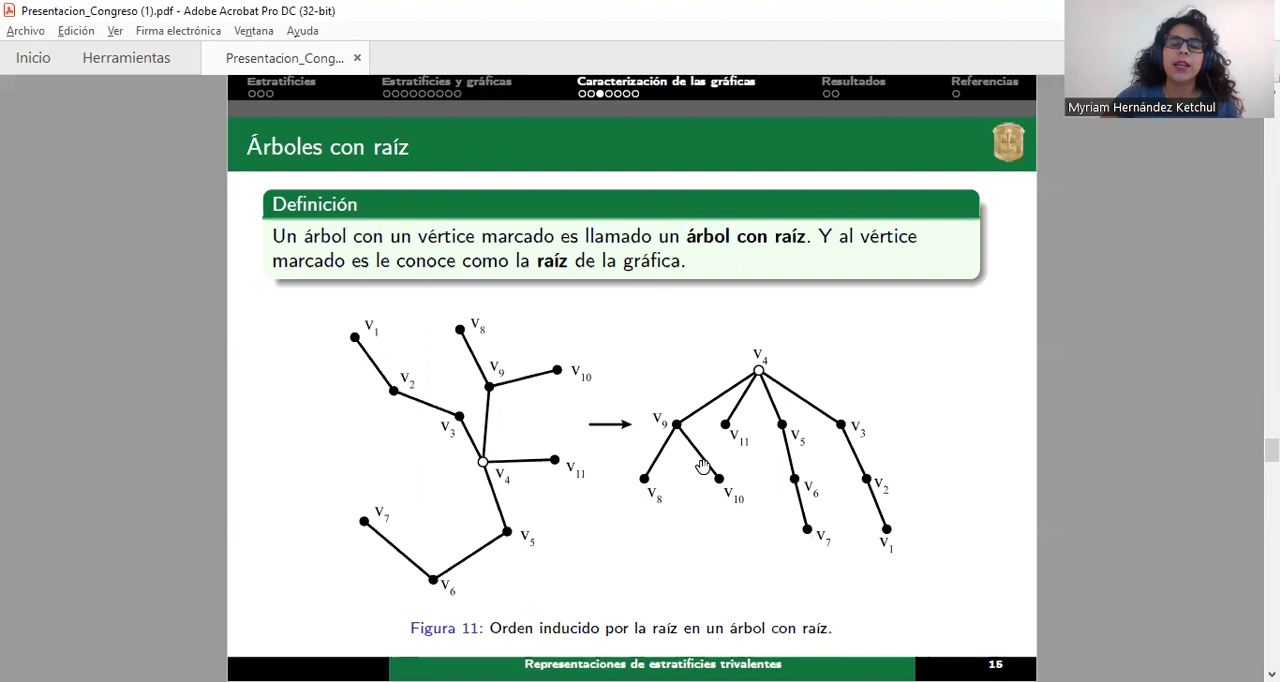 Presentacion_Congreso (1).pdf - Adobe Acrobat Pro DC (32-bit)
Archivo Edición Ver Firma electrónica Ventana Ayuda
Inicio Herramientas Presentacion_Cong... ×
Myriam Hernández Ketchul
Estratificies Estratificies y gráficas Caracterización de las gráficas Resultados Referencias
Árboles con raíz
Definición
Un árbol con un vértice marcado es llamado un árbol con raíz. Y al vértice
marcado es le conoce como la raíz de la gráfica.
V1
V8
V9
V10
V2
V3
V4
V11
V7
V5
V6
V4
V9
V11
V5
V3
V8
V10
V6
V2
V7
V1
Figura 11: Orden inducido por la raíz en un árbol con raíz.
Representaciones de estratificies trivalentes 15